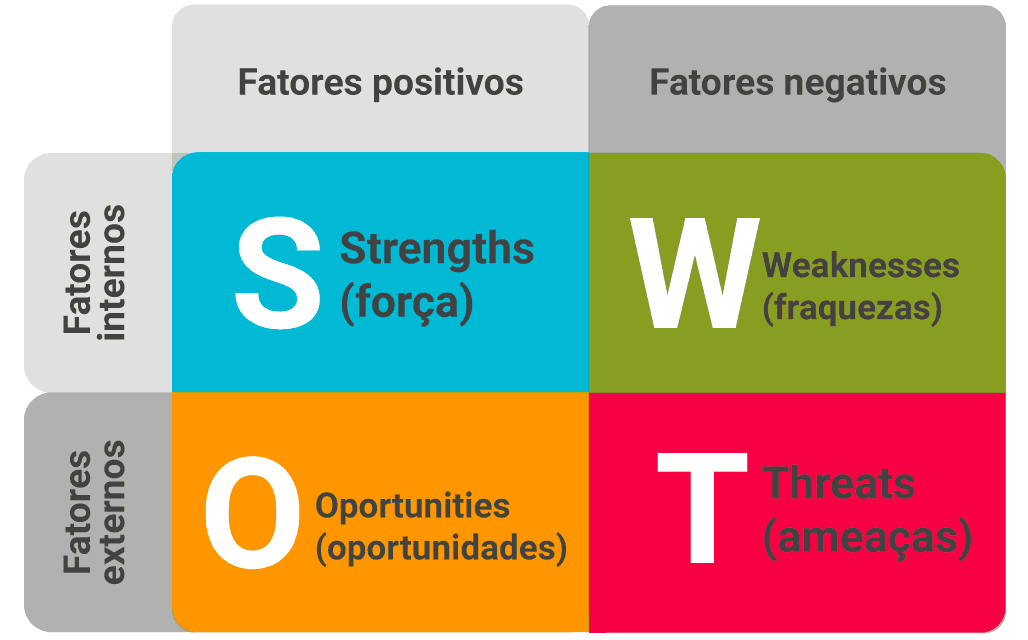 Fatores positivos
Fatores negativos
Fatores
internos
S
Strengths
(força)
W
Weaknesses
(fraquezas)
Fatores
externos
O
Oportunities
(oportunidades)
T
Threats
(ameaças)